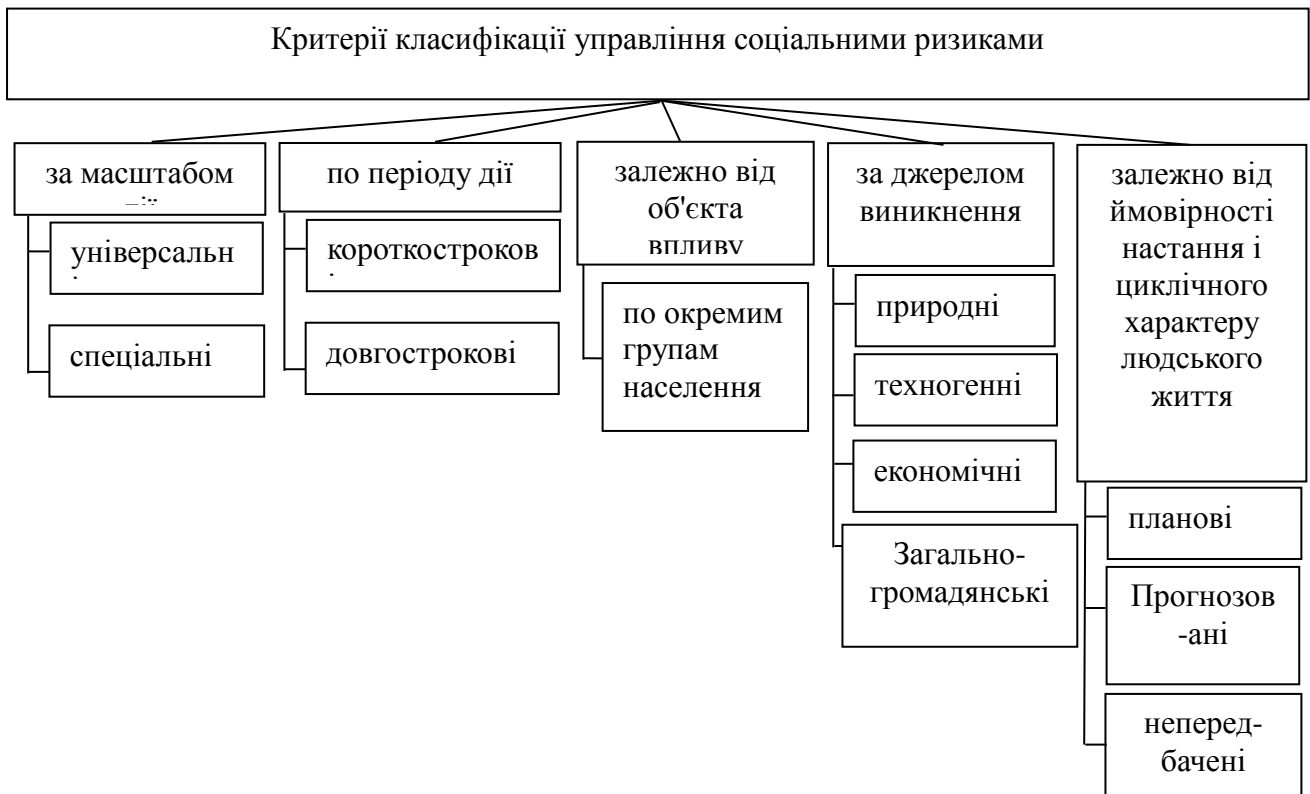 Критерії класифікації управління соціальними ризиками
за масштабом
універсальн
спеціальні
по періоду дії
короткостроков
довгострокові
залежно від
об'єкта
впливу
по окремим
групам
населення
за джерелом
виникнення
природні
техногенні
економічні
Загально-
громадянські
залежно від
ймовірності
настання і
циклічного
характеру
людського
життя
планові
Прогнозов
-ані
неперед-
бачені